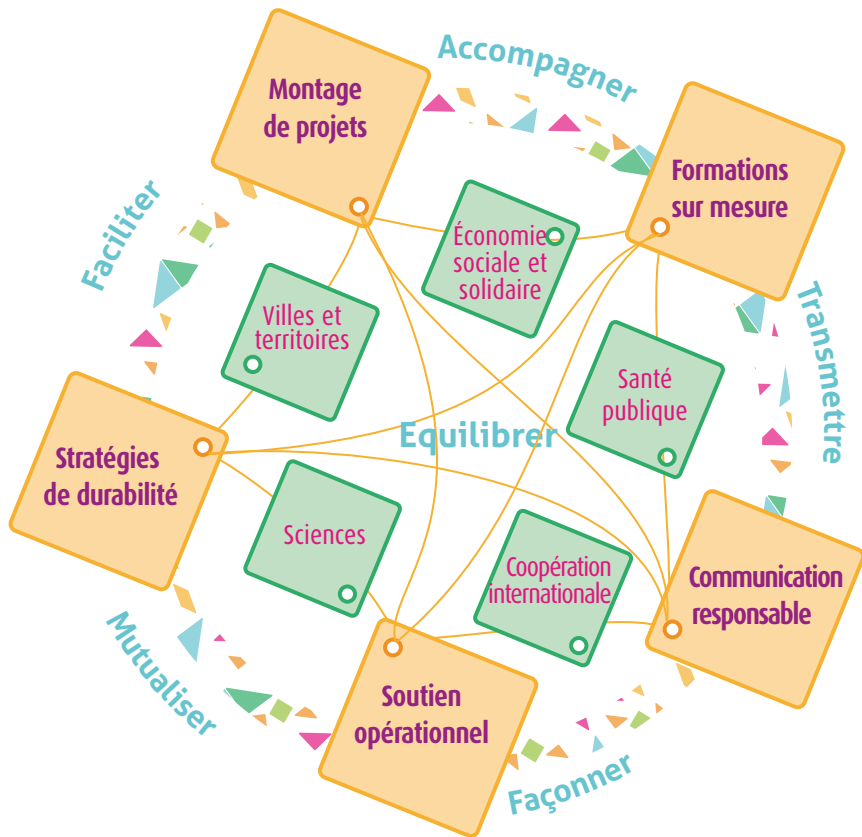 Accompagner
Montage
de projets
Formations
sur mesure
Faciliter
Économie
sociale et
solidaire
Villes et
territoires
Transmettre
Santé
publique
Equilibrer
Stratégies
de durabilité
Sciences
Coopération
internationale
Communication
responsable
Mutualiser
Soutien
opérationnel
Façonner